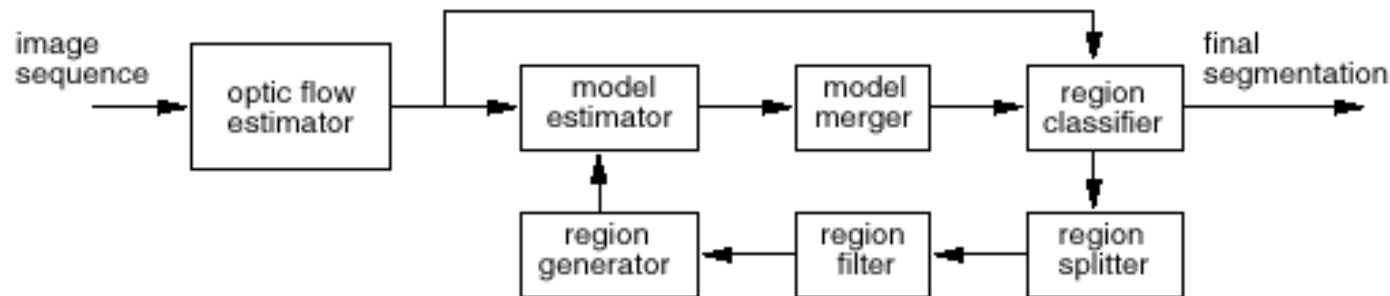 image
sequence
optic flow
estimator
model
estimator
model
merger
region
classifier
final
segmentation
region
generator
region
filter
region
splitter